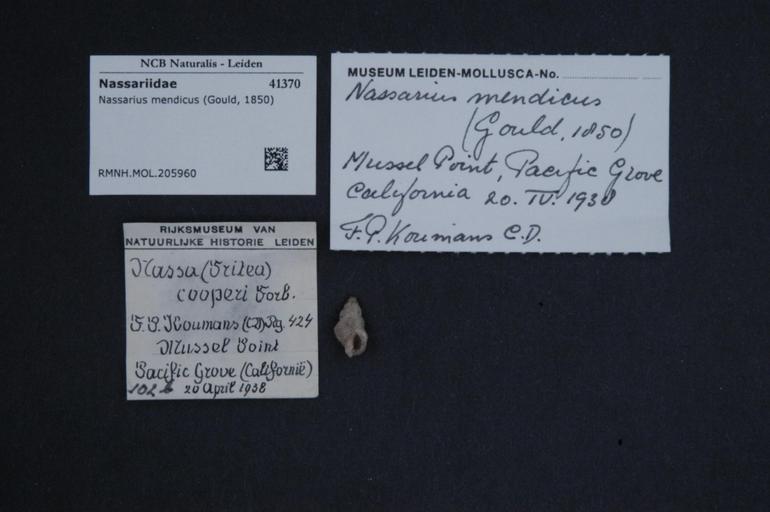 NCB Naturalis - Leiden
Nassariidae 41370
Nassarius mendicus (Gould, 1850)
RMNH.MOL.205960
MUSEUM LEIDEN-MOLLUSCA-No.
Nassarius mendicus
(Gould, 1850)
Mussel Point, Pacific Grove
California 20. IV. 1938
F.P. Koumans C.D.
RIJKSMUSEUM VAN
NATUURLIJKE HISTORIE LEIDEN
Nassa (Tritea)
cooperi Forb.
F.P. Koumans (CD) Rg. 424
Mussel Point
Pacific Grove (Californië)
20 April 1938